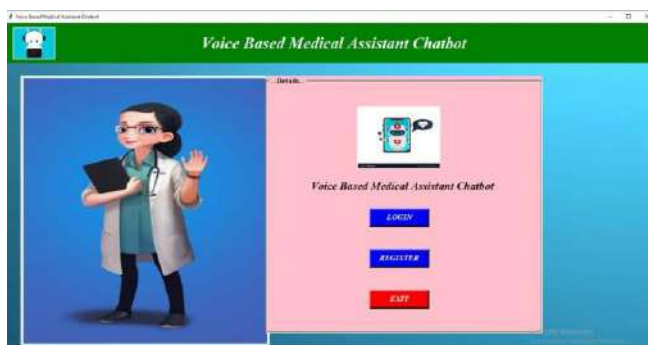 Voice Based Medical Assistant Chatbot
Voice Based Medical Assistant Chatbot
...Details...
Voice Based Medical Assistant Chatbot
LOGIN
REGISTER
EXIT